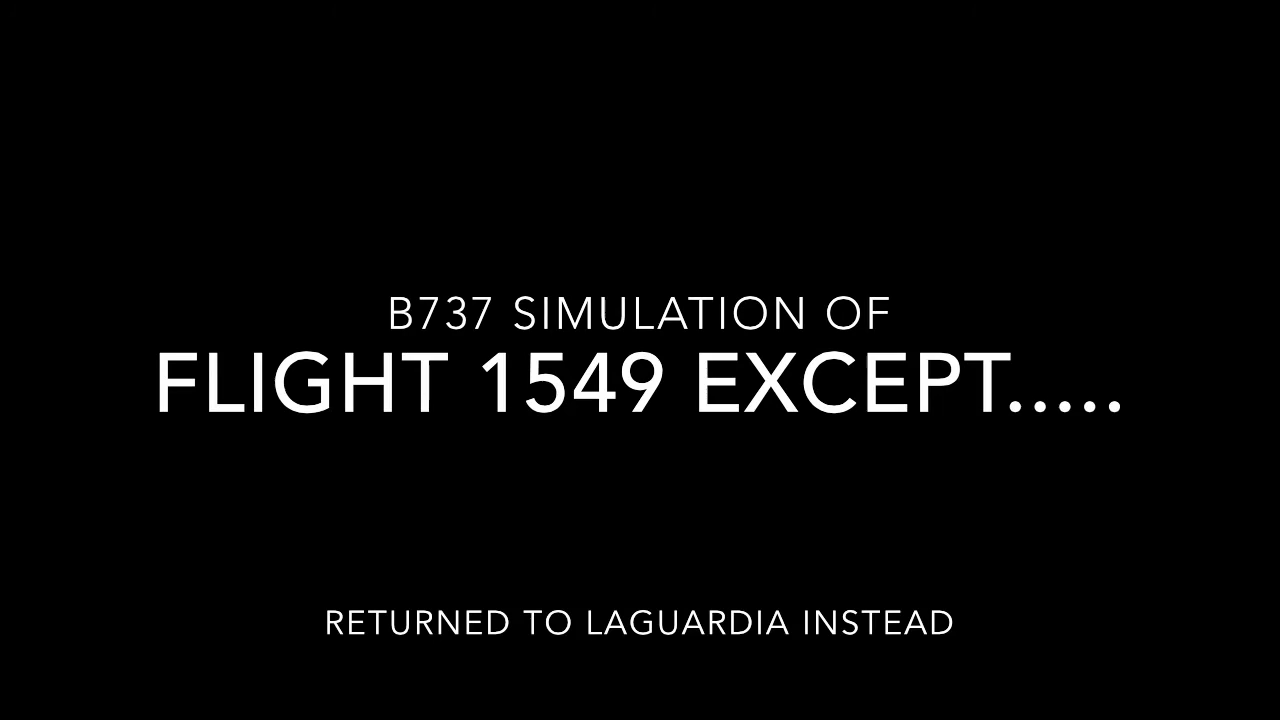 B737 SIMULATION OF
FLIGHT 1549 EXCEPT.....
RETURNED TO LAGUARDIA INSTEAD